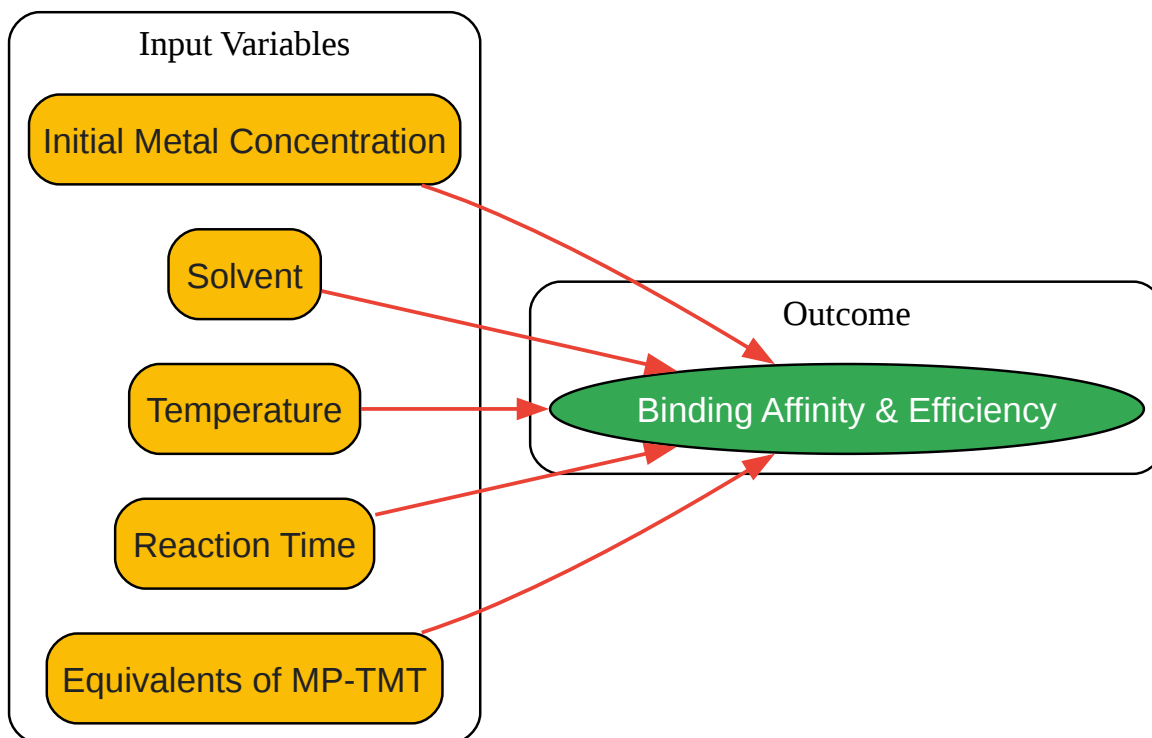 Input Variables
Initial Metal Concentration
Solvent
Outcome
Temperature
Binding Affinity & Efficiency
Reaction Time
Equivalents of MP-TMT